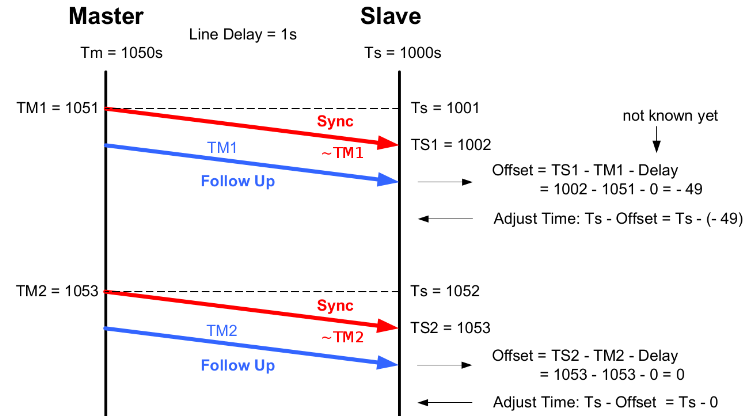 Master
Slave
Line Delay = 1s
Tm = 1050s
Ts = 1000s
TM1 = 1051
Ts = 1001
not known yet
Sync
TS1 = 1002
TM1
~TM1
Follow Up
Offset = TS1 - TM1 - Delay
= 1002 - 1051 - 0 = - 49
Adjust Time: Ts - Offset = Ts - (- 49)
TM2 = 1053
Ts = 1052
Sync
TS2 = 1053
TM2
~TM2
Follow Up
Offset = TS2 - TM2 - Delay
= 1053 - 1053 - 0 = 0
Adjust Time: Ts - Offset = Ts - 0